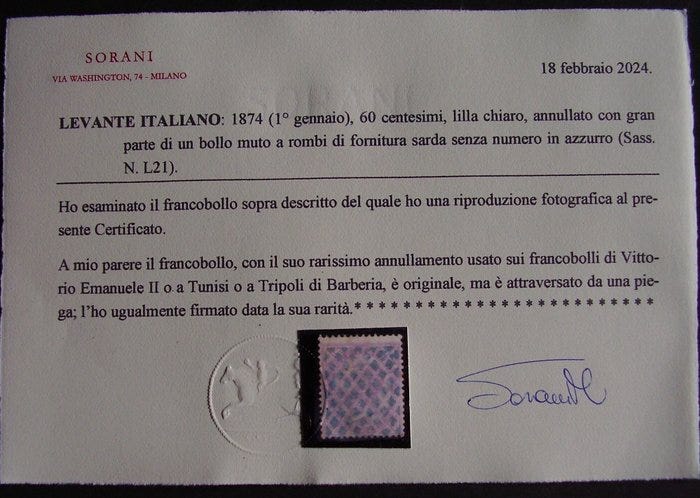 SORANI
VIA WASHINGTON, 74 - MILANO
18 febbraio 2024.
SORANI
LEVANTE ITALIANO: 1874 (1° gennaio), 60 centesimi, lilla chiaro, annullato con gran
parte di un bollo muto a rombi di fornitura sarda senza numero in azzurro (Sass.
N. L21).
Ho esaminato il francobollo sopra descritto del quale ho una riproduzione fotografica al pre-
sente Certificato.
A mio parere il francobollo, con il suo rarissimo annullamento usato sui francobolli di Vitto-
rio Emanuele II o a Tunisi o a Tripoli di Barberia, è originale, ma è attraversato da una pie-
ga; l'ho ugualmente firmato data la sua rarità.* * * * * * * * * * * * * * * * * * * * * * * *
Sorani